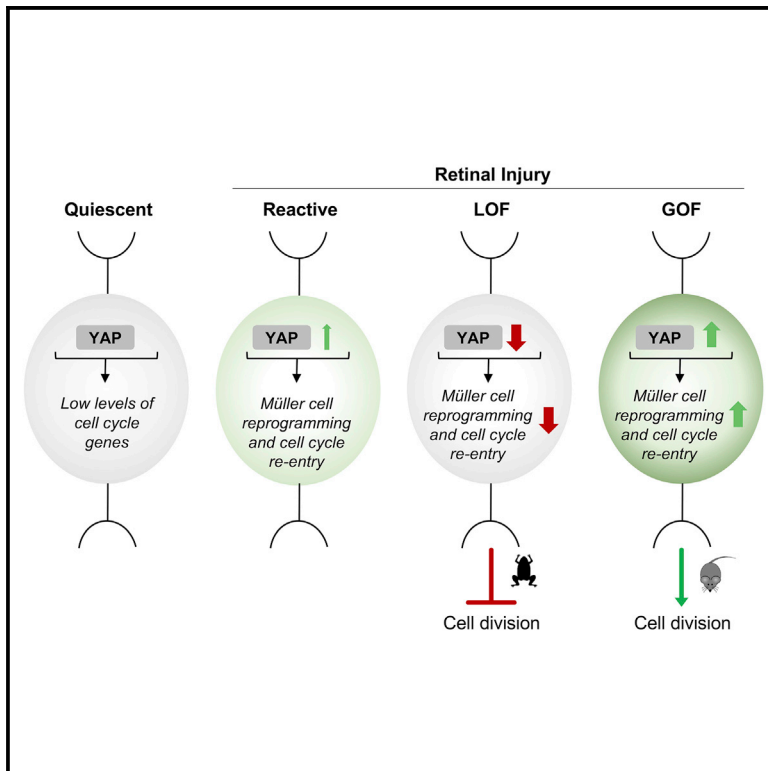 Retinal Injury
Quiescent
Reactive
LOF
GOF
YAP
Low levels of
cell cycle
genes
YAP
Müller cell
reprogramming
and cell cycle
re-entry
YAP
Müller cell
reprogramming
and cell cycle
re-entry
YAP
Müller cell
reprogramming
and cell cycle
re-entry
Cell division
Cell division